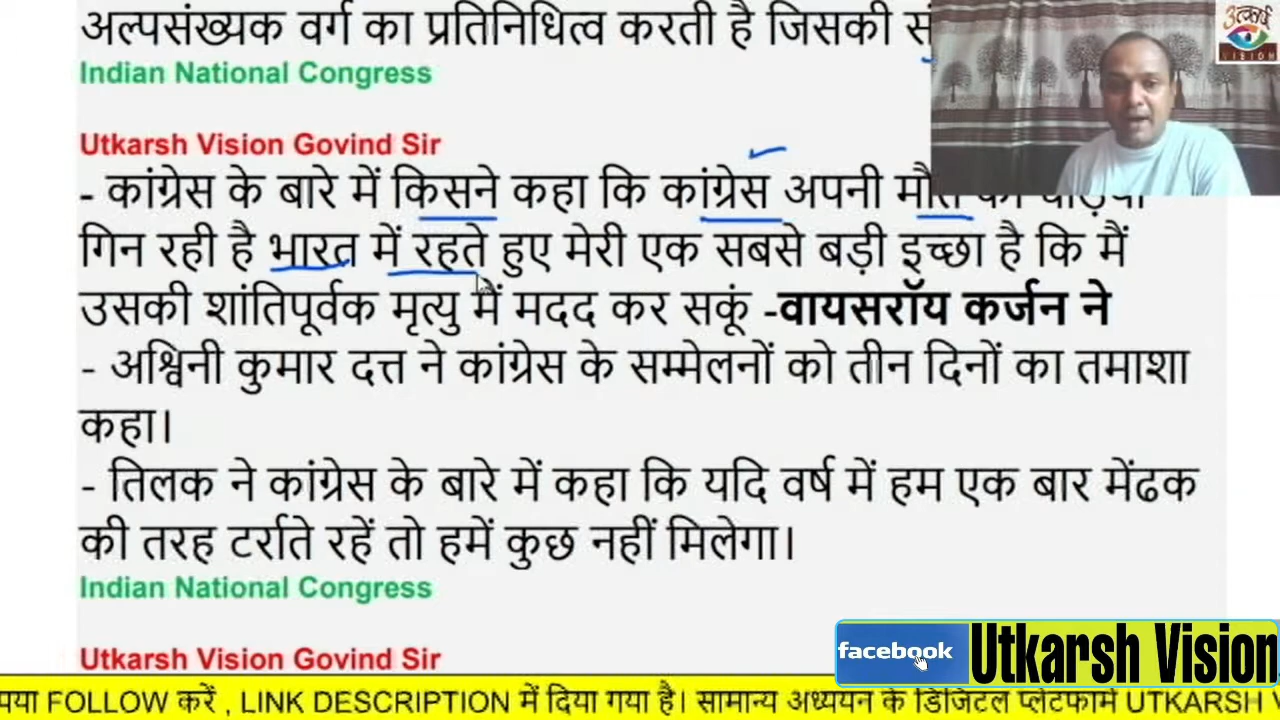 अल्पसंख्यक वर्ग का प्रतिनिधित्व करती है जिसकी
Indian National Congress
Utkarsh Vision Govind Sir
- कांग्रेस के बारे में किसने कहा कि कांग्रेस अपनी मौत
गिन रही है भारत में रहते हुए मेरी एक सबसे बड़ी इच्छा है कि मैं
उसकी शांतिपूर्वक मृत्यु में मदद कर सकूं -वायसरॉय कर्जन ने
- अश्विनी कुमार दत्त ने कांग्रेस के सम्मेलनों को तीन दिनों का तमाशा
कहा।
- तिलक ने कांग्रेस के बारे में कहा कि यदि वर्ष में हम एक बार मेंढक
की तरह टर्राते रहें तो हमें कुछ नहीं मिलेगा।
Indian National Congress
Utkarsh Vision Govind Sir
उत्कर्ष
VISION
facebook Utkarsh Vision
FOLLOW करें , LINK DESCRIPTION में दिया गया है। सामान्य अध्ययन के डिजिटल प्लेटफार्म UTKARSH